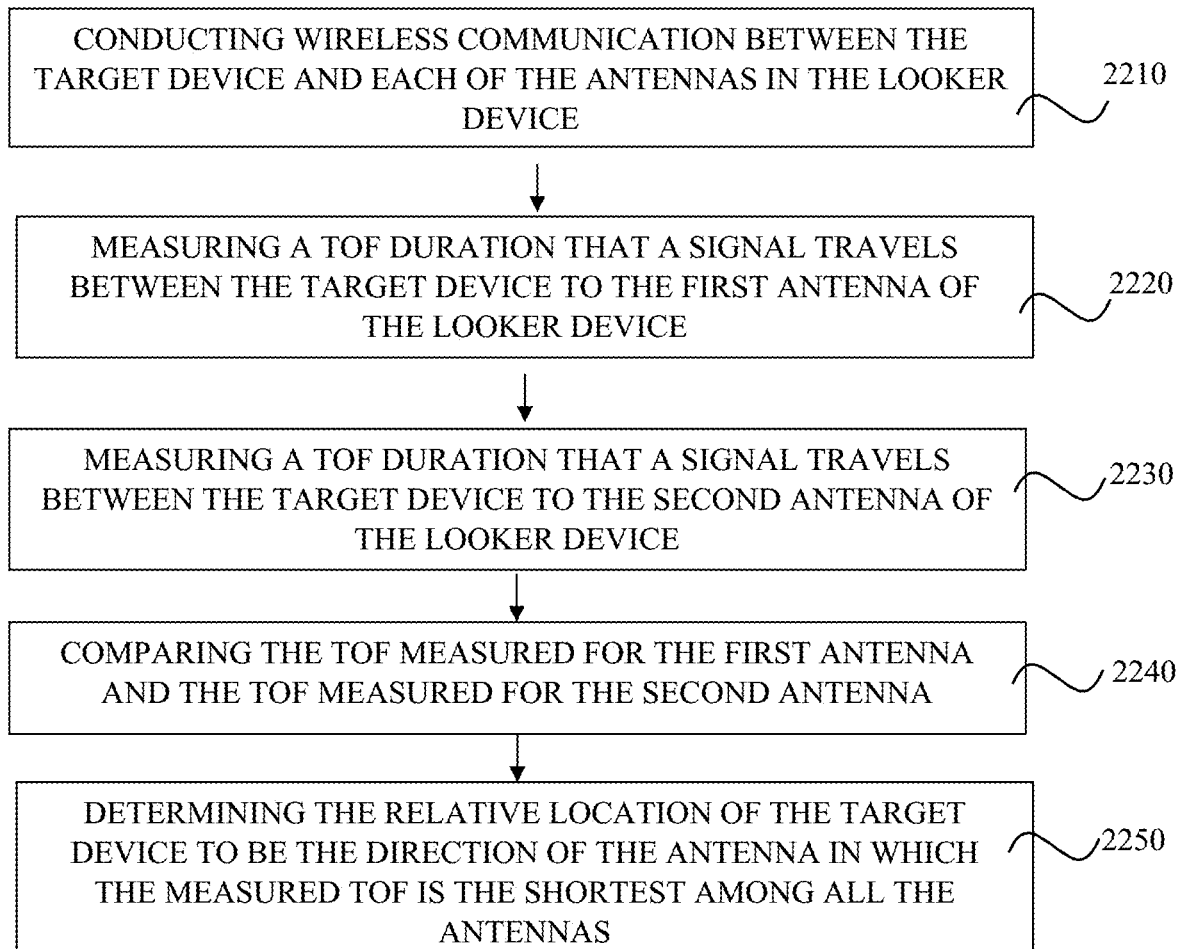 CONDUCTING WIRELESS COMMUNICATION BETWEEN THE
TARGET DEVICE AND EACH OF THE ANTENNAS IN THE LOOKER
DEVICE
2210
MEASURING A TOF DURATION THAT A SIGNAL TRAVELS
BETWEEN THE TARGET DEVICE TO THE FIRST ANTENNA OF
THE LOOKER DEVICE
2220
MEASURING A TOF DURATION THAT A SIGNAL TRAVELS
BETWEEN THE TARGET DEVICE TO THE SECOND ANTENNA OF
THE LOOKER DEVICE
2230
COMPARING THE TOF MEASURED FOR THE FIRST ANTENNA
AND THE TOF MEASURED FOR THE SECOND ANTENNA
2240
DETERMINING THE RELATIVE LOCATION OF THE TARGET
DEVICE TO BE THE DIRECTION OF THE ANTENNA IN WHICH
THE MEASURED TOF IS THE SHORTEST AMONG ALL THE
ANTENNAS
2250